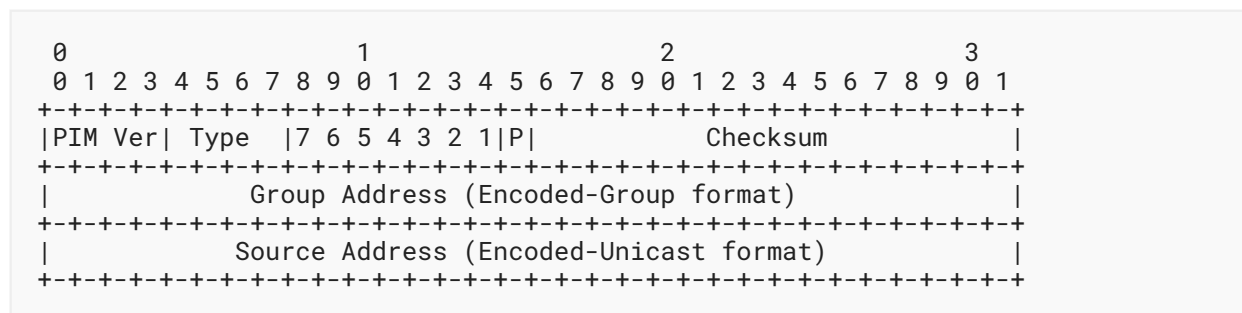 0                   1                   2                   3
 0 1 2 3 4 5 6 7 8 9 0 1 2 3 4 5 6 7 8 9 0 1 2 3 4 5 6 7 8 9 0 1
+-+-+-+-+-+-+-+-+-+-+-+-+-+-+-+-+-+-+-+-+-+-+-+-+-+-+-+-+-+-+-+-+
|PIM Ver| Type  |7 6 5 4 3 2 1|P|           Checksum            |
+-+-+-+-+-+-+-+-+-+-+-+-+-+-+-+-+-+-+-+-+-+-+-+-+-+-+-+-+-+-+-+-+
|             Group Address (Encoded-Group format)              |
+-+-+-+-+-+-+-+-+-+-+-+-+-+-+-+-+-+-+-+-+-+-+-+-+-+-+-+-+-+-+-+-+
|            Source Address (Encoded-Unicast format)            |
+-+-+-+-+-+-+-+-+-+-+-+-+-+-+-+-+-+-+-+-+-+-+-+-+-+-+-+-+-+-+-+-+